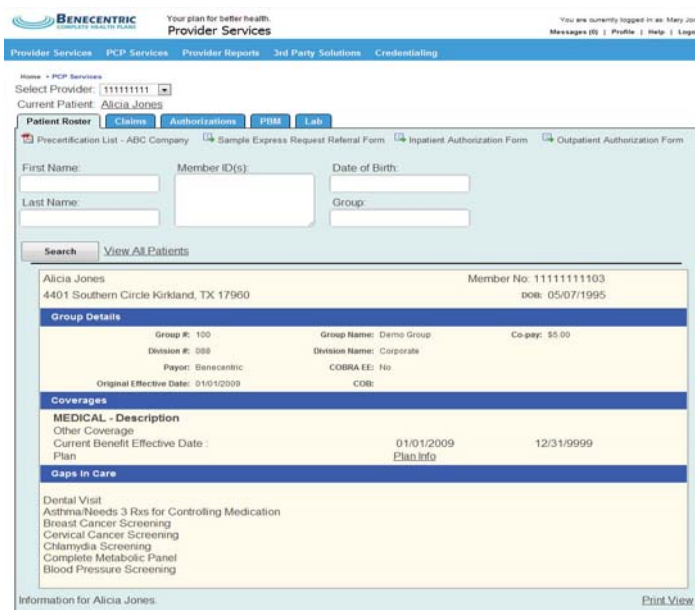 BENECENTRIC
COMPLETE HEALTH PLANS
Your plan for better health.
Provider Services
You are currently logged in as: Mary Jo
Messages (0) | Profile | Help | Logo
Provider Services PCP Services Provider Reports 3rd Party Solutions Credentialing
Home • PCP Services
Select Provider: 111111111
Current Patient: Alicia Jones
Patient Roster Claims Authorizations PBM Lab
Precertification List - ABC Company Sample Express Request Referral Form Inpatient Authorization Form Outpatient Authorization Form
First Name: Member ID(s): Date of Birth:
Last Name: Group:
Search View All Patients
Alicia Jones Member No: 11111111103
4401 Southern Circle Kirkland, TX 17960 DOB: 05/07/1995
Group Details
Group #: 100 Group Name: Demo Group Co-pay: $5.00
Division #: 088 Division Name: Corporate
Payor: Benecentric COBRA EE: No
Original Effective Date: 01/01/2009 COB:
Coverages
MEDICAL - Description
Other Coverage
Current Benefit Effective Date : 01/01/2009 12/31/9999
Plan Plan Info
Gaps In Care
Dental Visit
Asthma/Needs 3 Rxs for Controlling Medication
Breast Cancer Screening
Cervical Cancer Screening
Chlamydia Screening
Complete Metabolic Panel
Blood Pressure Screening
Information for Alicia Jones. Print View